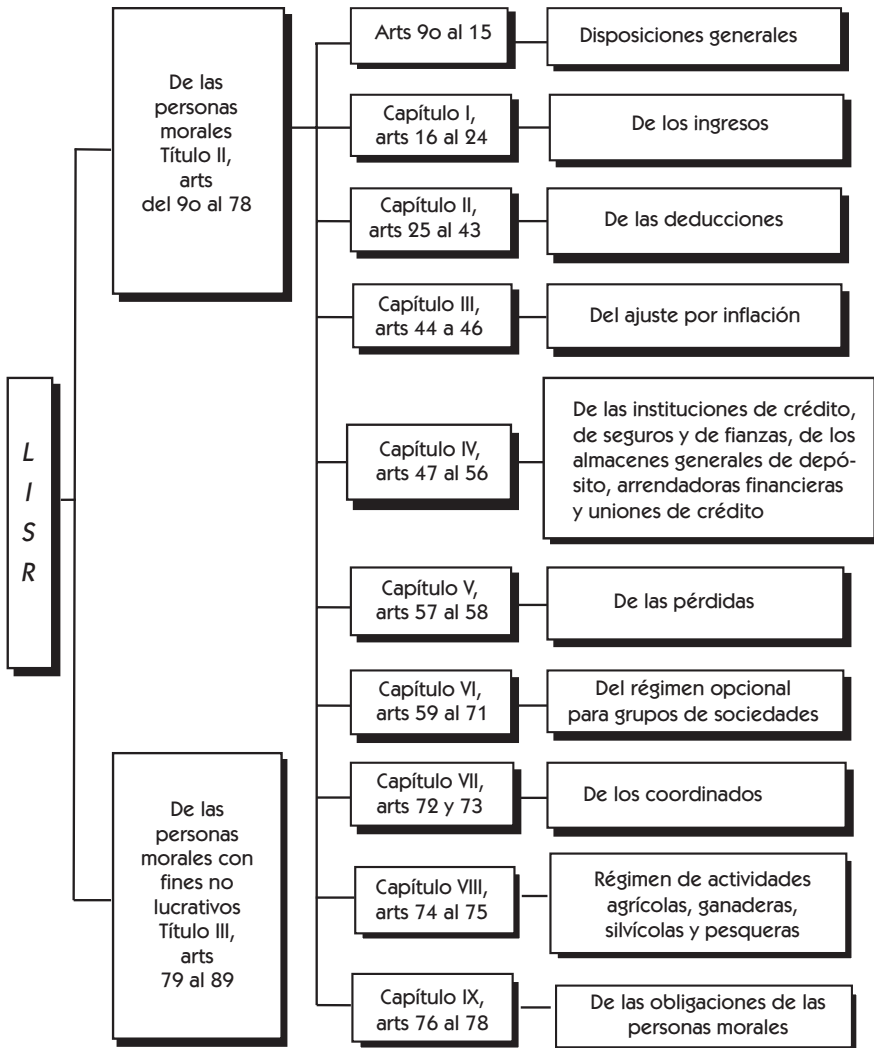 L
I
S
R
De las
personas
morales
Título II,
arts
del 9o al 78
De las
personas
morales con
fines no
lucrativos
Título III,
arts
79 al 89
Arts 9o al 15
Disposiciones generales
Capítulo I,
arts 16 al 24
De los ingresos
Capítulo II,
arts 25 al 43
De las deducciones
Capítulo III,
arts 44 a 46
Del ajuste por inflación
Capítulo IV,
arts 47 al 56
De las instituciones de crédito,
de seguros y de fianzas, de los
almacenes generales de depó-
sito, arrendadoras financieras
y uniones de crédito
Capítulo V,
arts 57 al 58
De las pérdidas
Capítulo VI,
arts 59 al 71
Del régimen opcional
para grupos de sociedades
Capítulo VII,
arts 72 y 73
De los coordinados
Capítulo VIII,
arts 74 al 75
Régimen de actividades
agrícolas, ganaderas,
silvícolas y pesqueras
Capítulo IX,
arts 76 al 78
De las obligaciones de las
personas morales